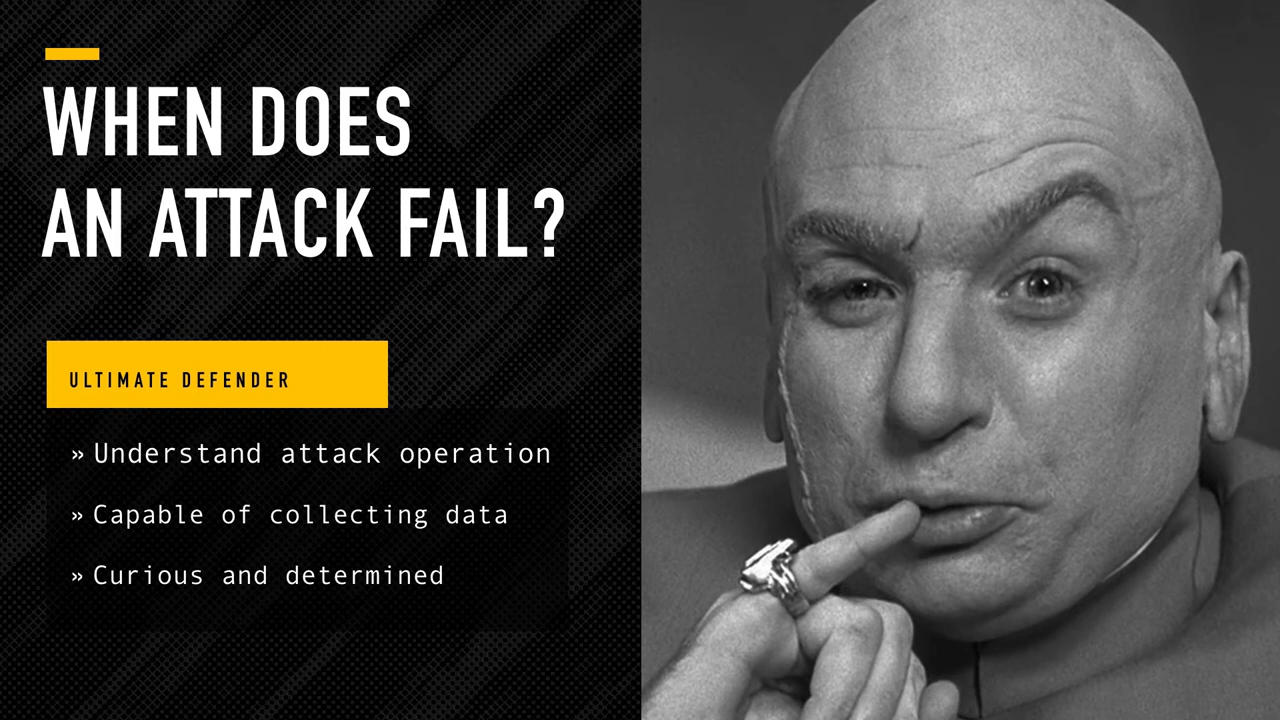 WHEN DOES
AN ATTACK FAIL?
ULTIMATE DEFENDER
» Understand attack operation
» Capable of collecting data
» Curious and determined